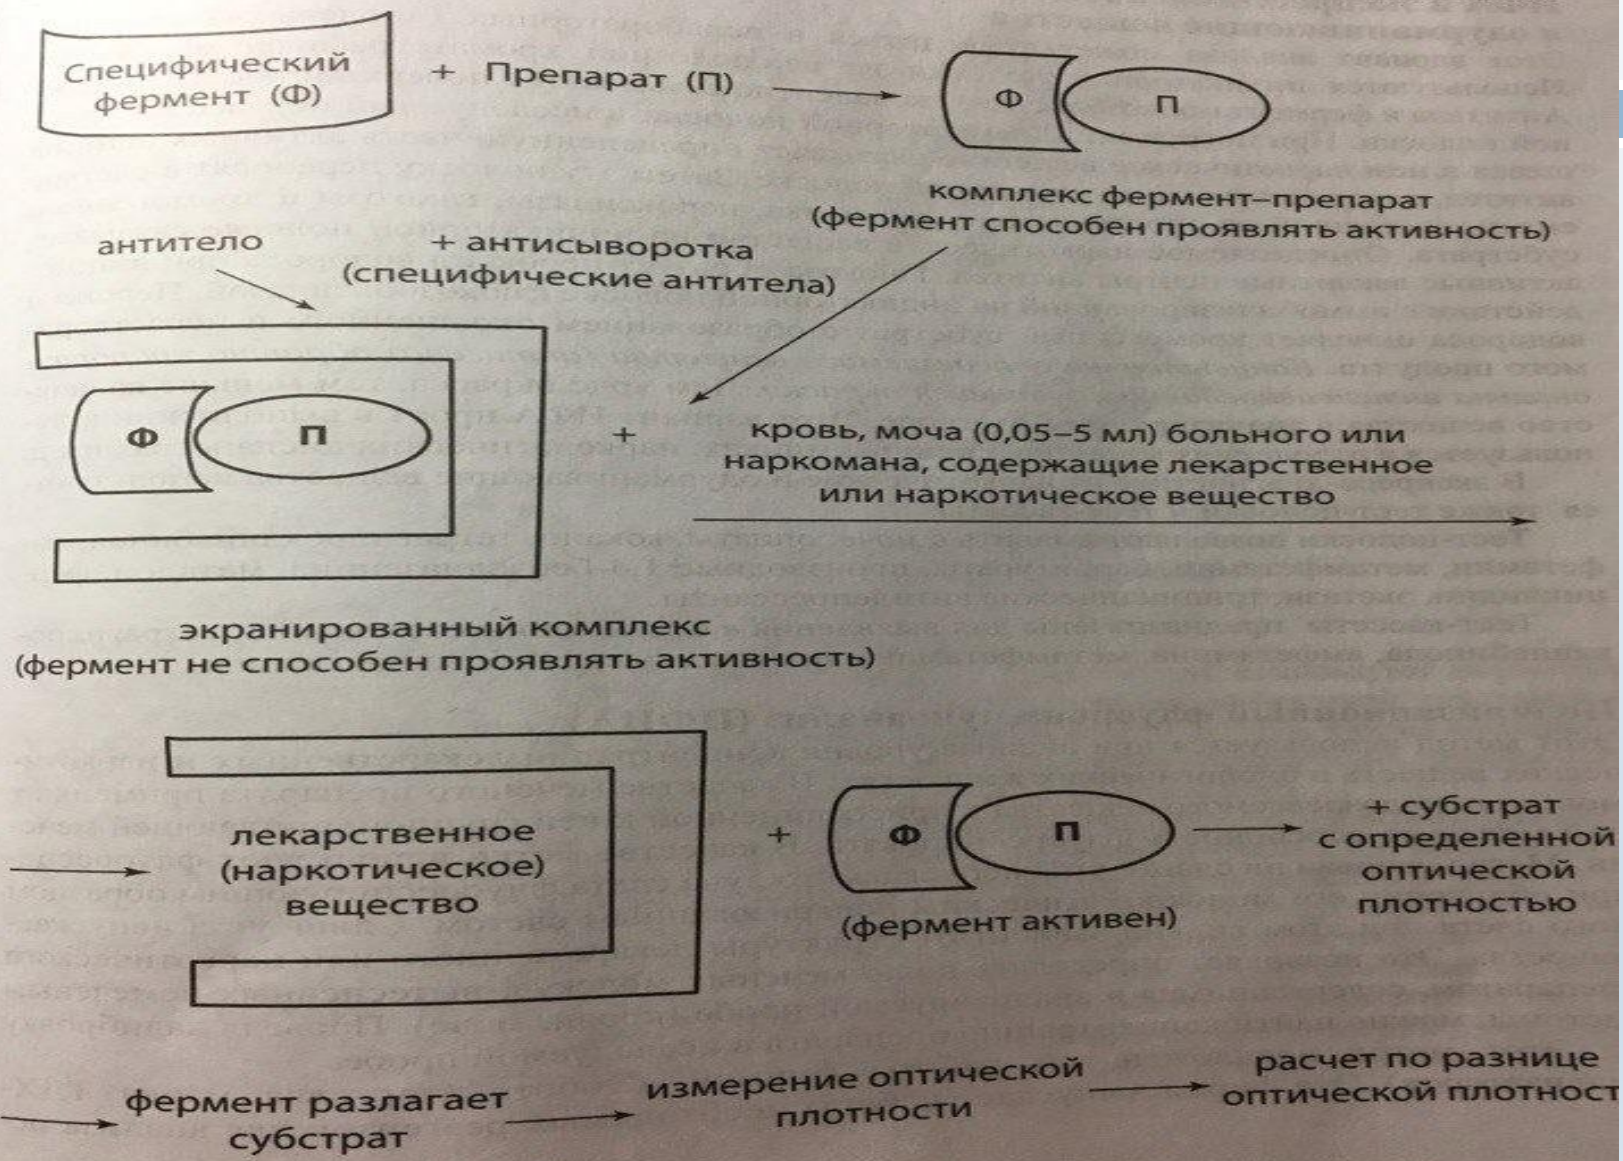 Специфический
фермент (Ф)
+ Препарат (П)
Ф
П
комплекс фермент–препарат
(фермент способен проявлять активность)
антитело
+ антисыворотка
(специфические антитела)
Ф
П
+
кровь, моча (0,05–5 мл) больного или
наркомана, содержащие лекарственное
или наркотическое вещество
экранированный комплекс
(фермент не способен проявлять активность)
лекарственное
(наркотическое)
вещество
+
Ф
П
(фермент активен)
+ субстрат
с определенной
оптической
плотностью
фермент разлагает
субстрат
измерение оптической
плотности
расчет по разнице
оптической плотност